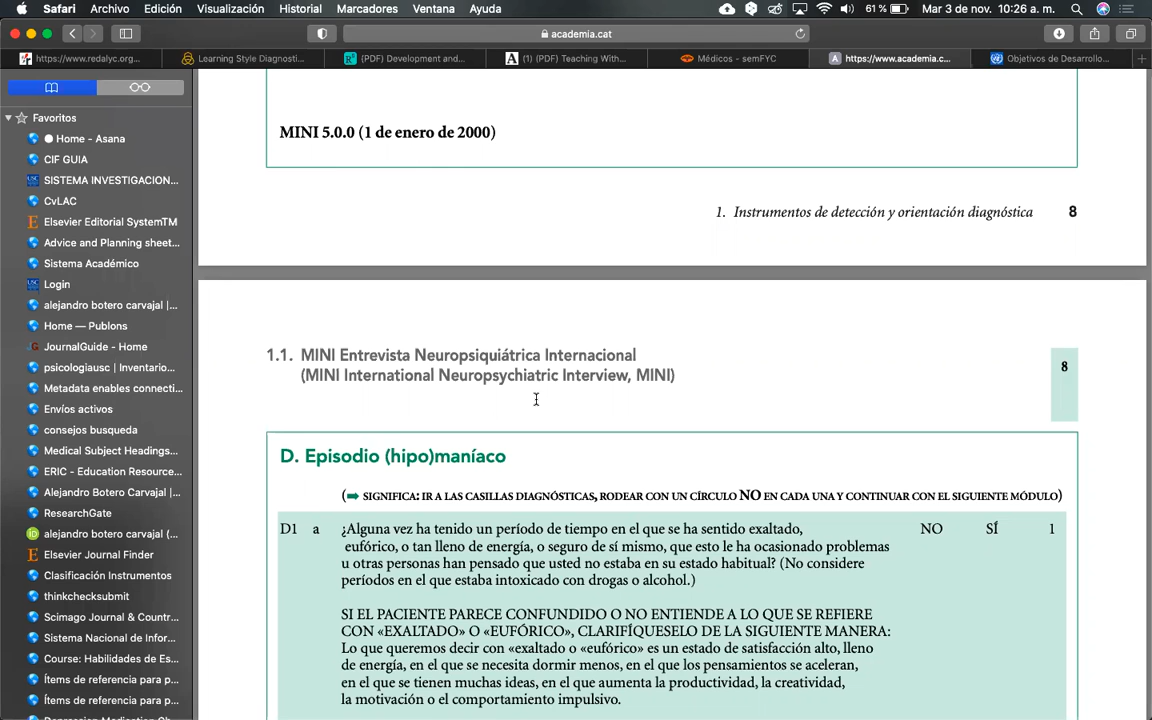 Safari Archivo Edición Visualización Historial Marcadores Ventana Ayuda 61 % Mar 3 de nov. 10:26 a. m.
academia.cat
https://www.redalyc.org... Learning Style Diagnosti... (PDF) Development and... (1) (PDF) Teaching With... Médicos - semFYC https://www.academia.c... Objetivos de Desarrollo...
Favoritos
Home - Asana
CIF GUIA
SISTEMA INVESTIGACION...
CvLAC
Elsevier Editorial SystemTM
Advice and Planning sheet...
Sistema Académico
Login
alejandro botero carvajal |...
Home — Publons
JournalGuide - Home
psicologiausc | Inventario...
Metadata enables connecti...
Envíos activos
consejos busqueda
Medical Subject Headings...
ERIC - Education Resource...
Alejandro Botero Carvajal |...
ResearchGate
alejandro botero carvajal (...
Elsevier Journal Finder
Clasificación Instrumentos
thinkchecksubmit
Scimago Journal & Countr...
Sistema Nacional de Infor...
Course: Habilidades de Es...
Ítems de referencia para p...
Ítems de referencia para p...
MINI 5.0.0 (1 de enero de 2000)
1. Instrumentos de detección y orientación diagnóstica 8
1.1. MINI Entrevista Neuropsiquiátrica Internacional
(MINI International Neuropsychiatric Interview, MINI)
8
D. Episodio (hipo)maníaco
(➡ SIGNIFICA: IR A LAS CASILLAS DIAGNÓSTICAS, RODEAR CON UN CÍRCULO NO EN CADA UNA Y CONTINUAR CON EL SIGUIENTE MÓDULO)
D1 a ¿Alguna vez ha tenido un período de tiempo en el que se ha sentido exaltado, NO SÍ 1
eufórico, o tan lleno de energía, o seguro de sí mismo, que esto le ha ocasionado problemas
u otras personas han pensado que usted no estaba en su estado habitual? (No considere
períodos en el que estaba intoxicado con drogas o alcohol.)
SI EL PACIENTE PARECE CONFUNDIDO O NO ENTIENDE A LO QUE SE REFIERE
CON «EXALTADO» O «EUFÓRICO», CLARIFÍQUESELO DE LA SIGUIENTE MANERA:
Lo que queremos decir con «exaltado o «eufórico» es un estado de satisfacción alto, lleno
de energía, en el que se necesita dormir menos, en el que los pensamientos se aceleran,
en el que se tienen muchas ideas, en el que aumenta la productividad, la creatividad,
la motivación o el comportamiento impulsivo.